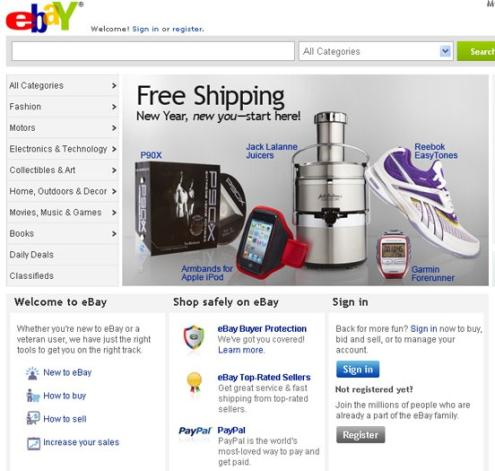 ebay
Welcome! Sign in or register.
All Categories
Search
All Categories
Fashion
Motors
Electronics & Technology
Collectibles & Art
Home, Outdoors & Decor
Movies, Music & Games
Books
Daily Deals
Classifieds
Free Shipping
New Year, new you—start here!
P90X
Jack Lalanne
Juicers
Reebok
EasyTones
P90X
Armbands for
Apple iPod
Garmin
Forerunner
Welcome to eBay
Whether you're new to eBay or a
veteran user, we have just the right
tools to get you on the right track.
New to eBay
How to buy
How to sell
Increase your sales
Shop safely on eBay
eBay Buyer Protection
We've got you covered!
Learn more.
eBay Top-Rated Sellers
Get great service & fast
shipping from top-rated
sellers.
PayPal
PayPal
PayPal is the world's
most-loved way to pay and
get paid.
Sign in
Back for more fun? Sign in now to buy,
bid and sell, or to manage your
account.
Sign in
Not registered yet?
Join the millions of people who are
already a part of the eBay family.
Register